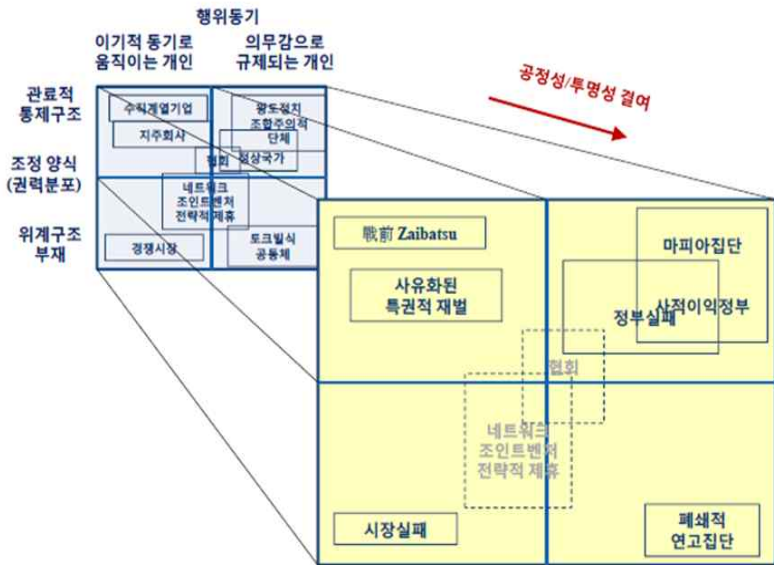 행위동기
이기적 동기로
움직이는 개인
의무감으로
규제되는 개인
공정성/투명성 결여
관료적
통제구조
조정 양식
(권력분포)
위계구조
부재
수직계열기업
지주회사
왕도정치
조합주의적
단체
협회
정상국가
네트워크
조인트벤처
전략적 제휴
경쟁시장
토크빌식
공동체
戰前 Zaibatsu
사유화된
특권적 재벌
마피아집단
사적이익정부
정부실패
협회
네트워크
조인트벤처
전략적 제휴
시장실패
폐쇄적
연고집단